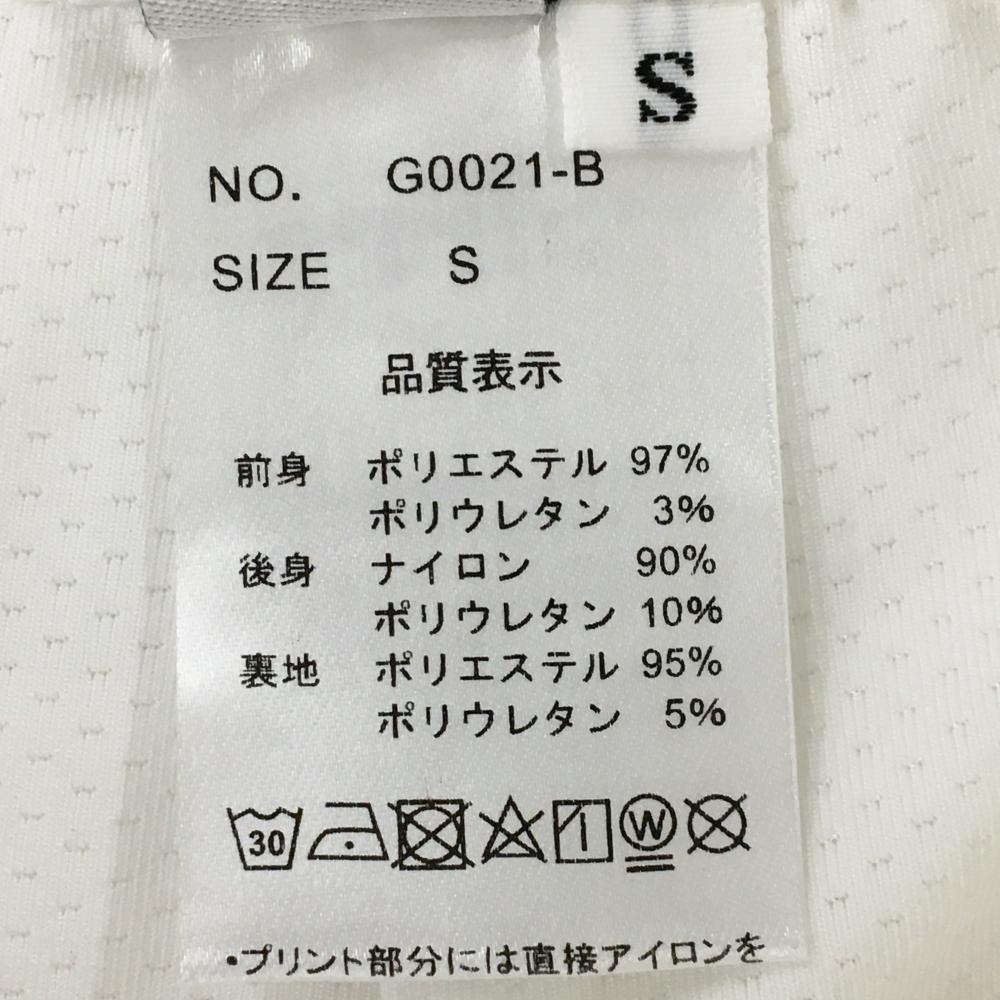 S
NO. G0021-B
SIZE S
品質表示
前身 ポリエステル 97%
ポリウレタン 3%
後身 ナイロン 90%
ポリウレタン 10%
裏地 ポリエステル 95%
ポリウレタン 5%
30 W
・プリント部分には直接アイロンを